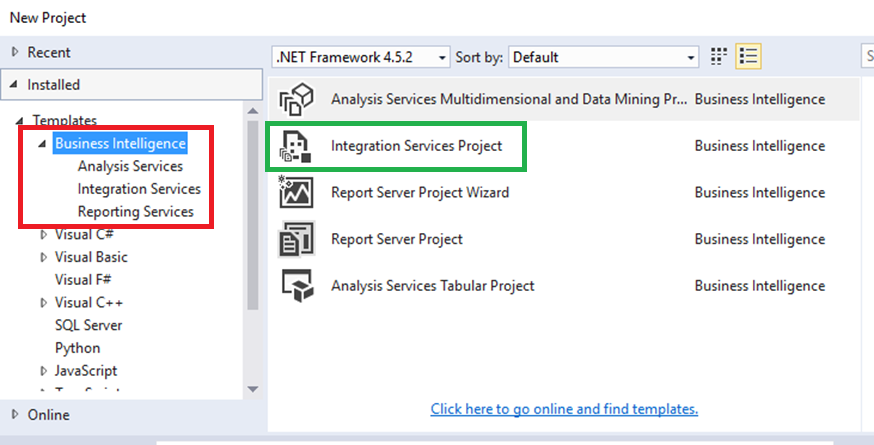 New Project
Recent
.NET Framework 4.5.2 Sort by: Default S
Installed
Templates
Business Intelligence
Analysis Services
Integration Services
Reporting Services
Visual C#
Visual Basic
Visual F#
Visual C++
SQL Server
Python
JavaScript
Online
Analysis Services Multidimensional and Data Mining Pr... Business Intelligence
Integration Services Project Business Intelligence
Report Server Project Wizard Business Intelligence
Report Server Project Business Intelligence
Analysis Services Tabular Project Business Intelligence
Click here to go online and find templates.